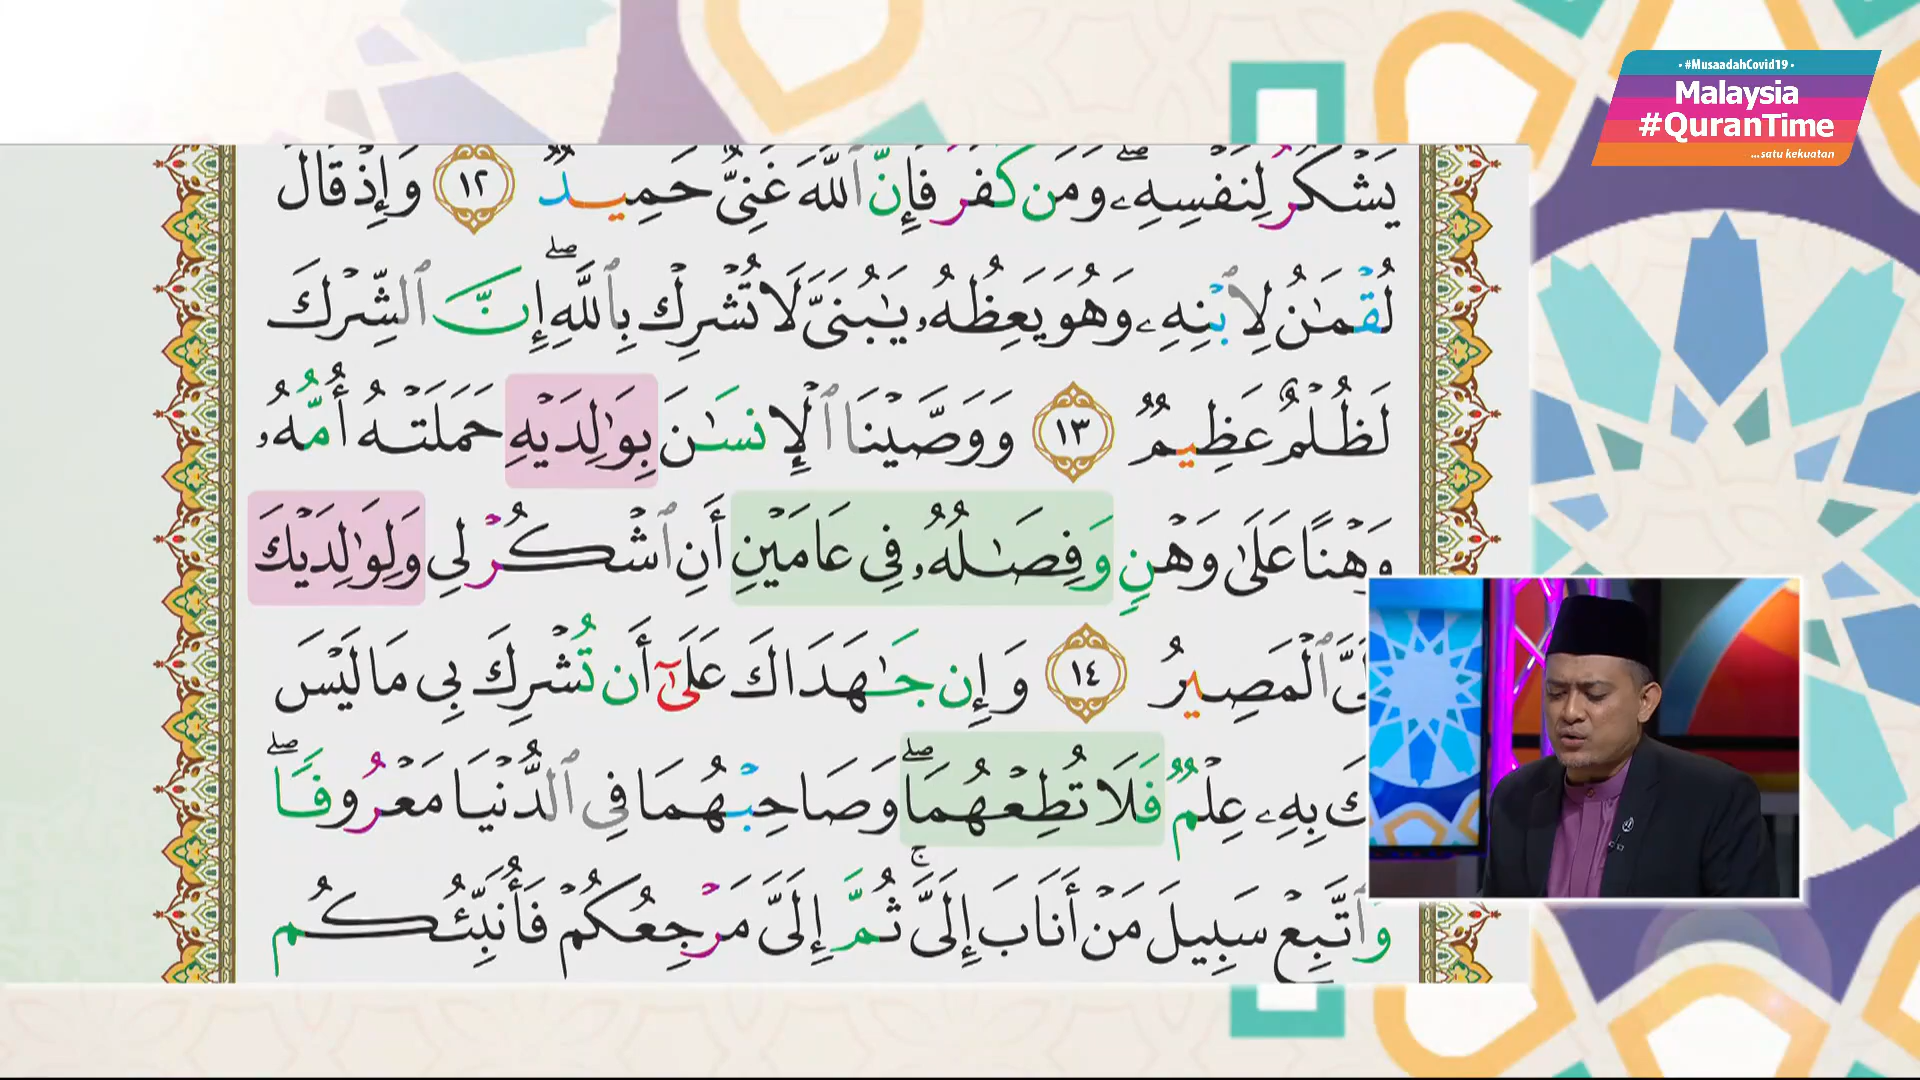 • #MusaadahCovid19 •
Malaysia
#QuranTime
...satu kekuatan
يَشْكُرُ لِنَفْسِهِۦۖ وَمَن كَفَرَ فَإِنَّ ٱللَّهَ غَنِىٌّ حَمِيدٌ ١٢ وَإِذْ قَالَ
لُقْمَٰنُ لِٱبْنِهِۦ وَهُوَ يَعِظُهُۥ يَٰبُنَىَّ لَا تُشْرِكْ بِٱللَّهِۖ إِنَّ ٱلشِّرْكَ
لَظُلْمٌ عَظِيمٌ ١٣ وَوَصَّيْنَا ٱلْإِنسَٰنَ بِوَٰلِدَيْهِ حَمَلَتْهُ أُمُّهُۥ
وَهْنًا عَلَىٰ وَهْنٍ وَفِصَٰلُهُۥ فِى عَامَيْنِ أَنِ ٱشْكُرْ لِى وَلِوَٰلِدَيْكَ
لَىَّ ٱلْمَصِيرُ ١٤ وَإِن جَٰهَدَاكَ عَلَىٰٓ أَن تُشْرِكَ بِى مَا لَيْسَ
كَ بِهِۦ عِلْمٌ فَلَا تُطِعْهُمَاۖ وَصَاحِبْهُمَا فِى ٱلدُّنْيَا مَعْرُوفًاۖ
وَٱتَّبِعْ سَبِيلَ مَنْ أَنَابَ إِلَىَّۚ ثُمَّ إِلَىَّ مَرْجِعُكُمْ فَأُنَبِّئُكُم